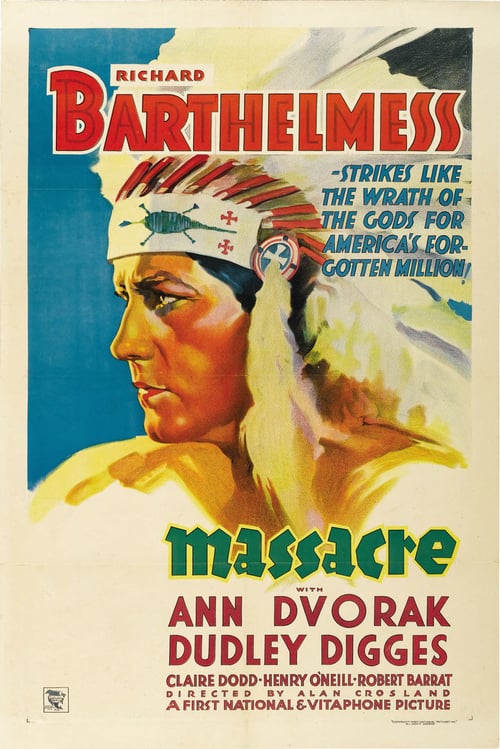 RICHARD
BARTHELMESS
-STRIKES LIKE
THE WRATH OF
THE GODS FOR
AMERICA'S FOR-
GOTTEN MILLION!
massacre
WITH
ANN DVORAK
DUDLEY DIGGES
CLAIRE DODD·HENRY O'NEILL·ROBERT BARRAT
DIRECTED BY ALAN CROSLAND
A FIRST NATIONAL & VITAPHONE PICTURE